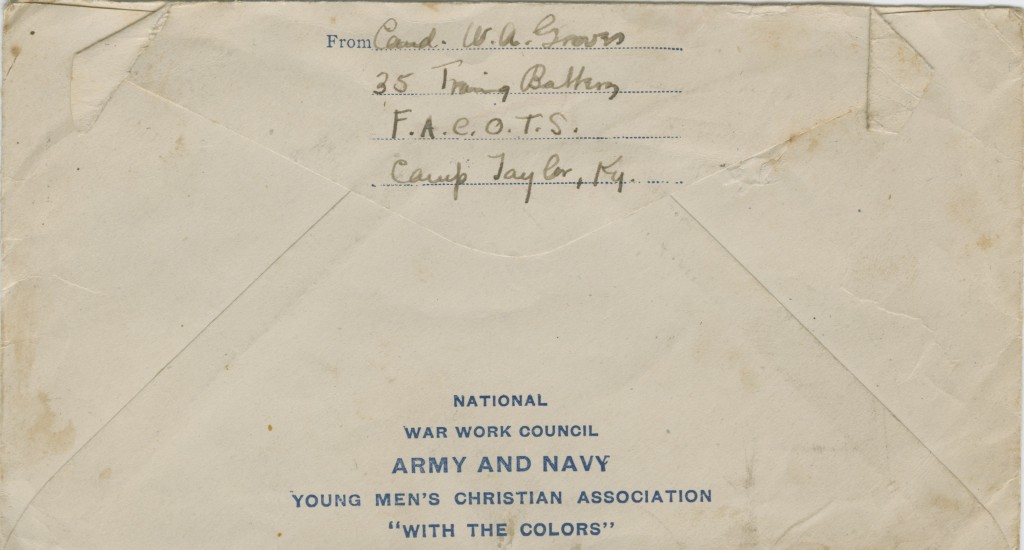 From Cand. W. A. Groves
35 Traing Battery
F. A. C. O. T. S.
Camp Taylor, Ky.
NATIONAL
WAR WORK COUNCIL
ARMY AND NAVY
YOUNG MEN'S CHRISTIAN ASSOCIATION
"WITH THE COLORS"